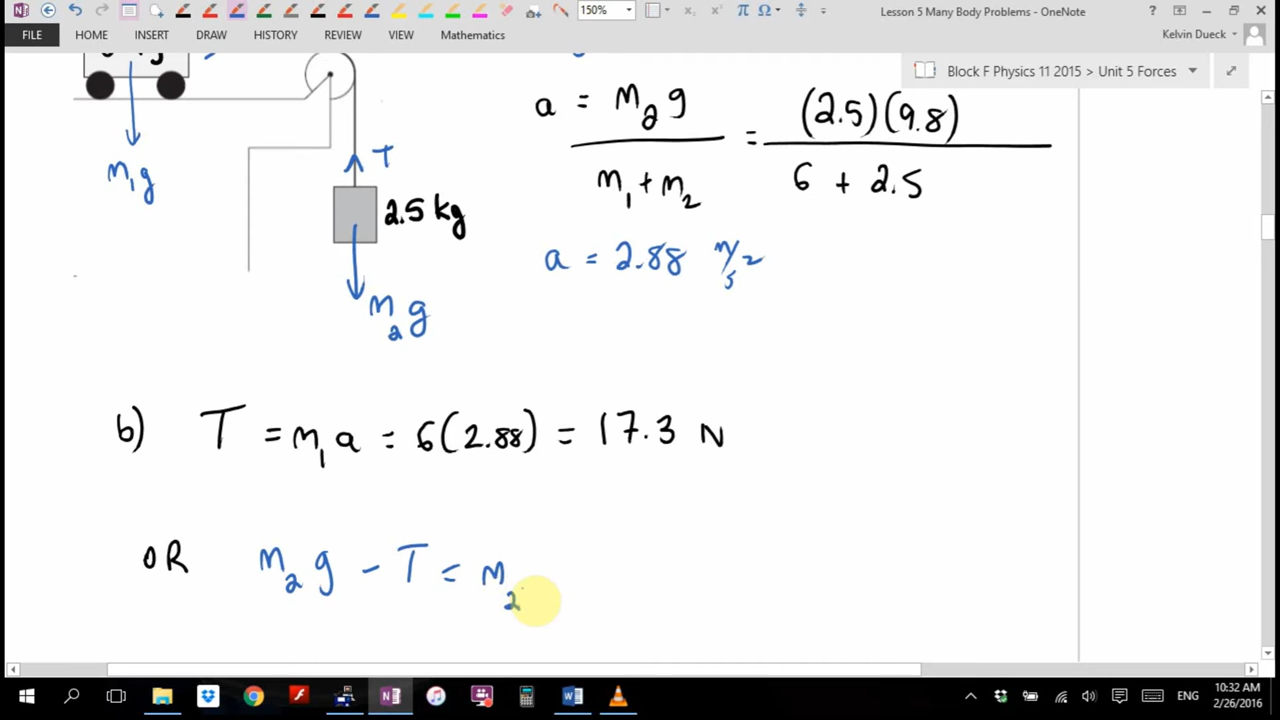 150%
Lesson 5 Many Body Problems - OneNote
FILE HOME INSERT DRAW HISTORY REVIEW VIEW Mathematics
Kelvin Dueck
Block F Physics 11 2015 > Unit 5 Forces
m₁g
T
2.5 kg
m₂g
a = m₂g / (m₁ + m₂) = (2.5)(9.8) / (6 + 2.5)
a = 2.88 m/s²
b) T = m₁a = 6(2.88) = 17.3 N
OR m₂g - T = m₂
ENG
10:32 AM
2/26/2016